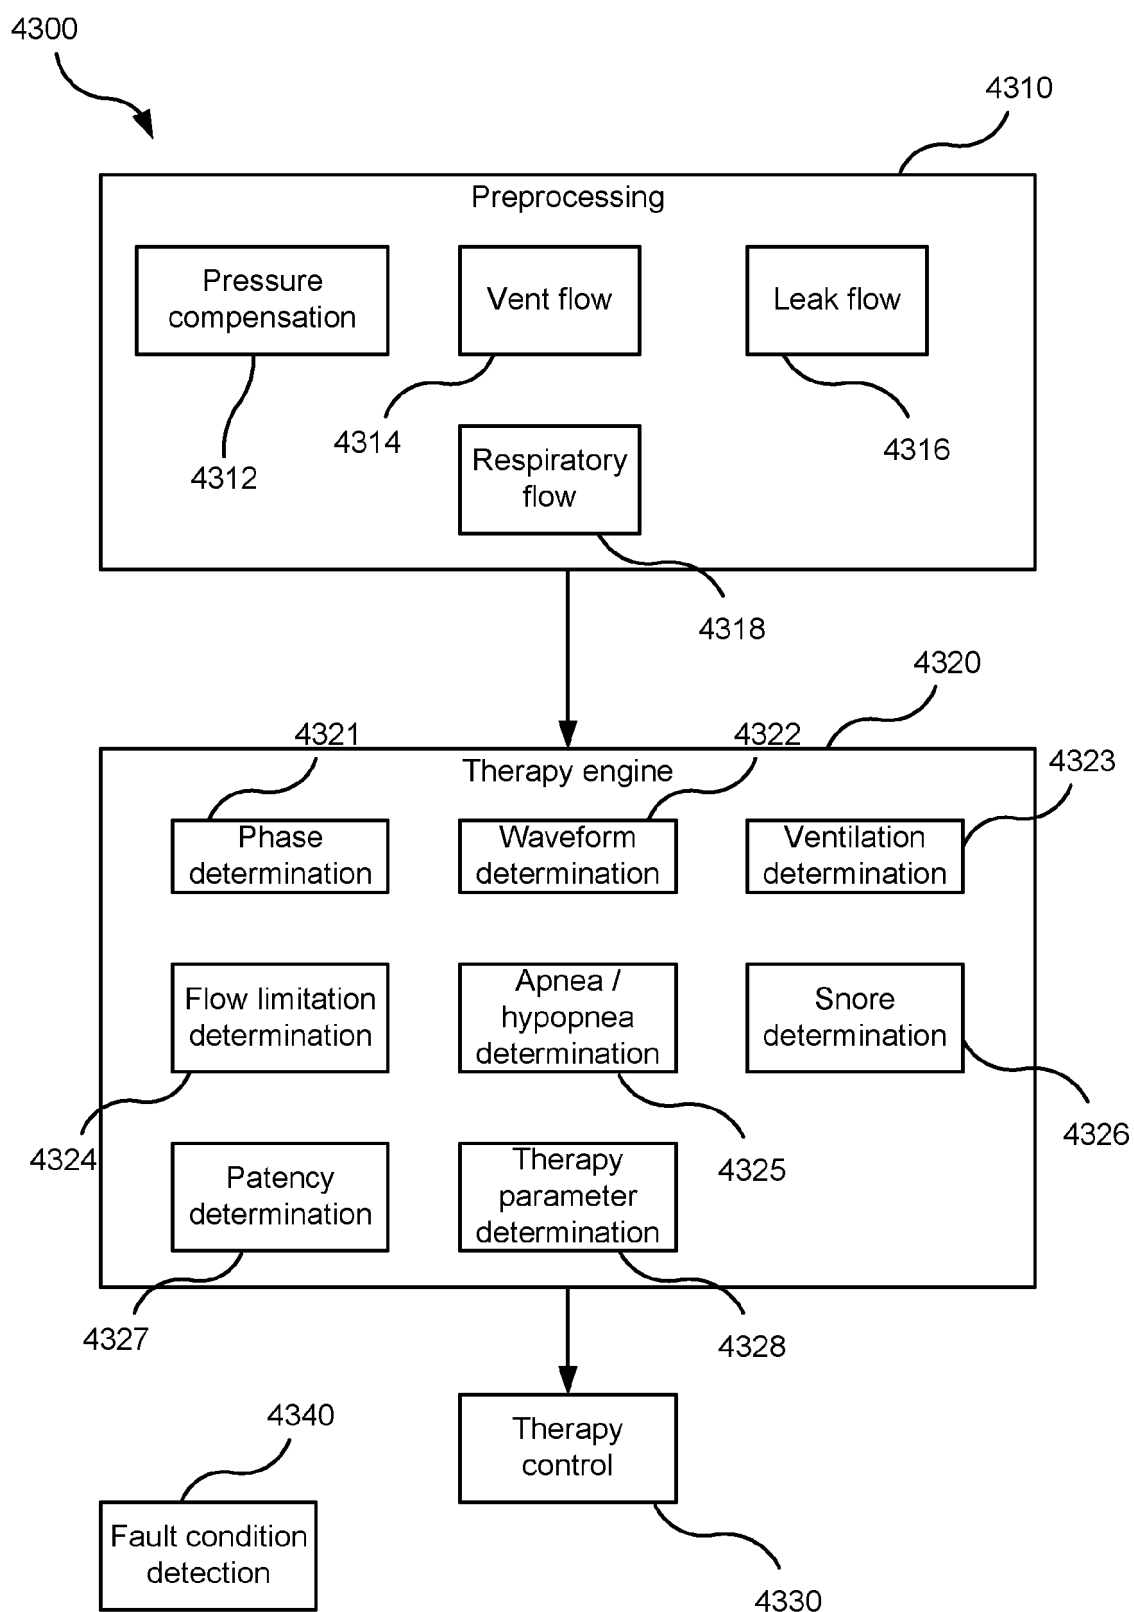 4300
4310
Preprocessing
Pressure
compensation
Vent flow
Leak flow
4312
4314
4316
Respiratory
flow
4318
4320
4321
4322
4323
Therapy engine
Phase
determination
Waveform
determination
Ventilation
determination
Flow limitation
determination
Apnea /
hypopnea
determination
Snore
determination
4324
4325
4326
Patency
determination
Therapy
parameter
determination
4327
4328
4340
Therapy
control
Fault condition
detection
4330